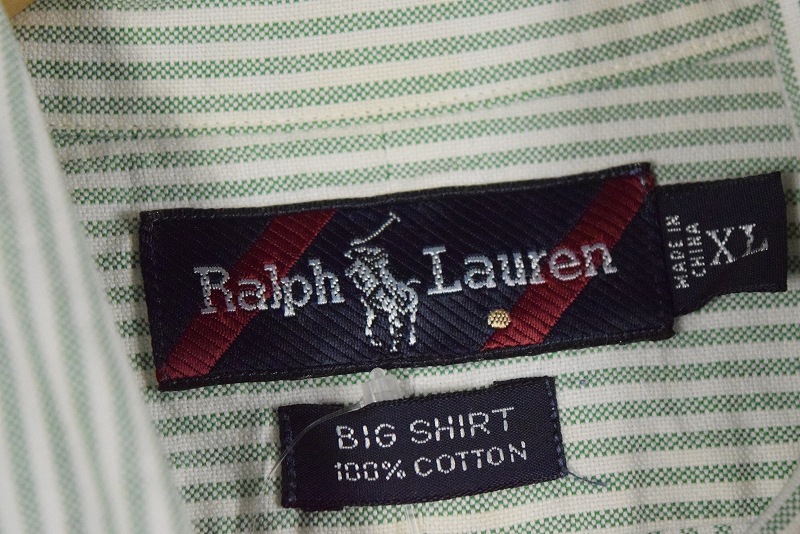 Ralph Lauren
MADE IN
CHINA
XL
BIG SHIRT
100% COTTON